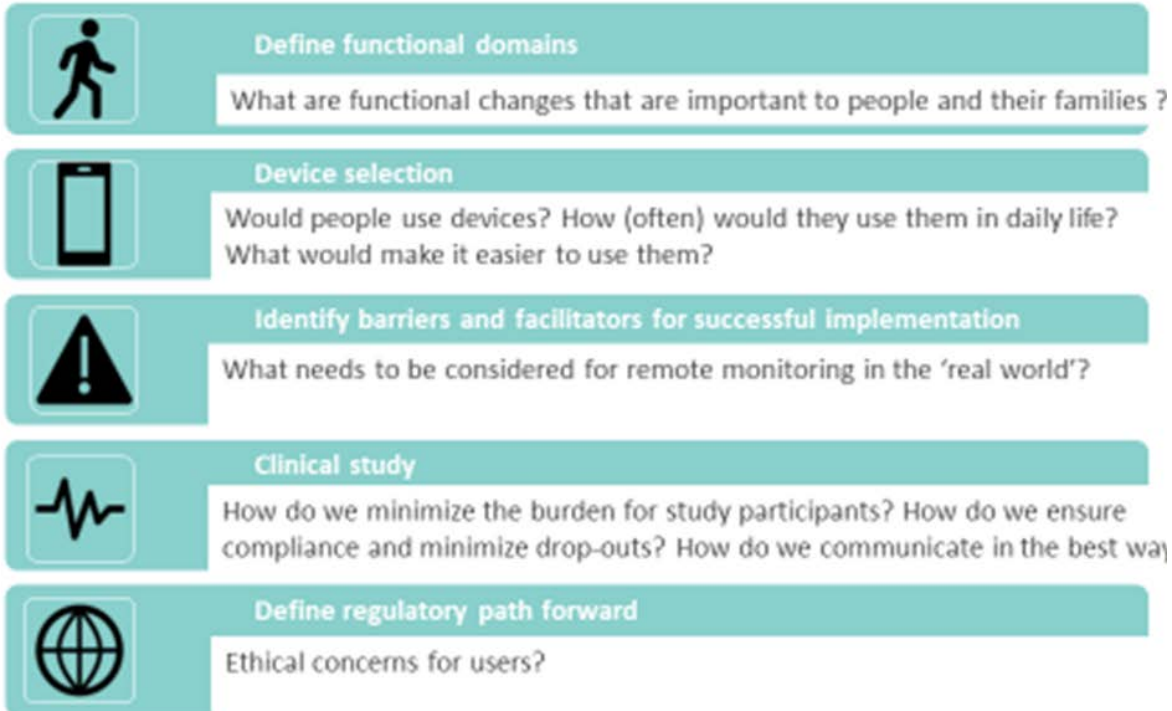 Define functional domains
What are functional changes that are important to people and their families ?
Device selection
Would people use devices? How (often) would they use them in daily life?
What would make it easier to use them?
Identify barriers and facilitators for successful implementation
What needs to be considered for remote monitoring in the ‘real world’?
Clinical study
How do we minimize the burden for study participants? How do we ensure
compliance and minimize drop-outs? How do we communicate in the best way
Define regulatory path forward
Ethical concerns for users?